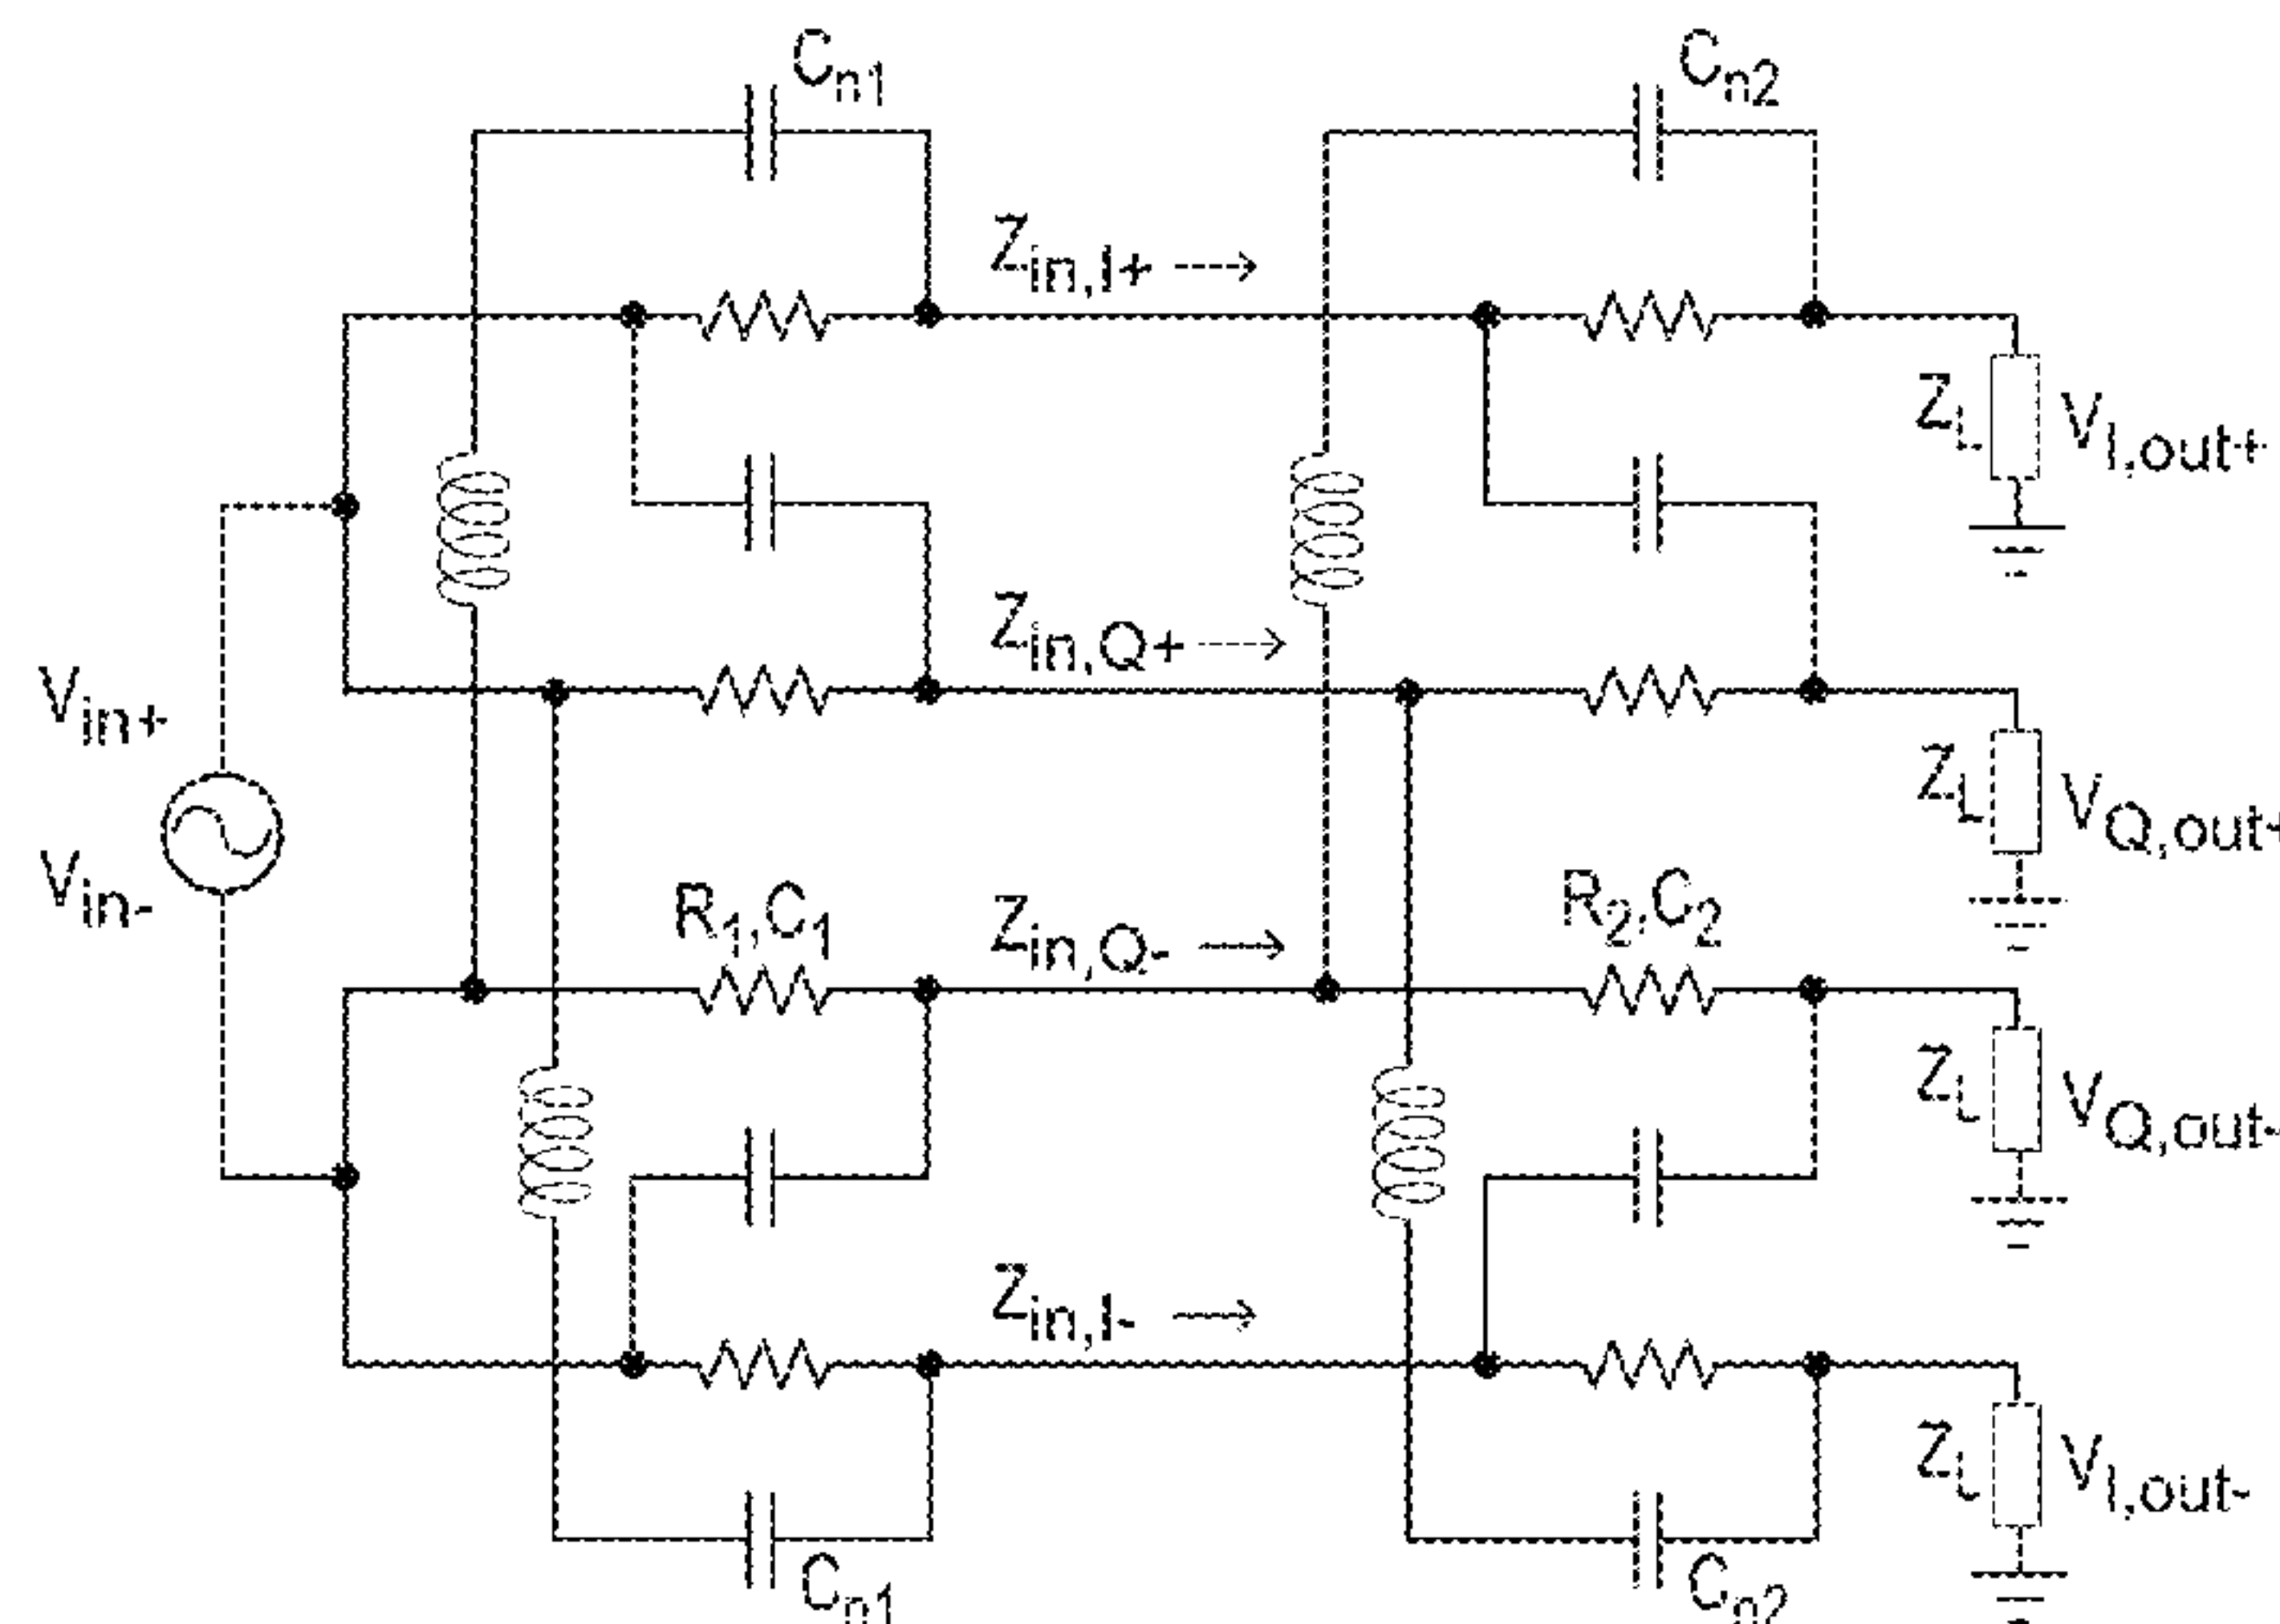 Cn1
Cn2
Zin,I+
ZL
VI,out+
Zin,Q+
Vin+
ZL
VQ,out+
Vin-
R1,C1
Zin,Q-
R2,C2
ZL
VQ,out-
Zin,I-
ZL
VI,out-
Cn1
Cn2